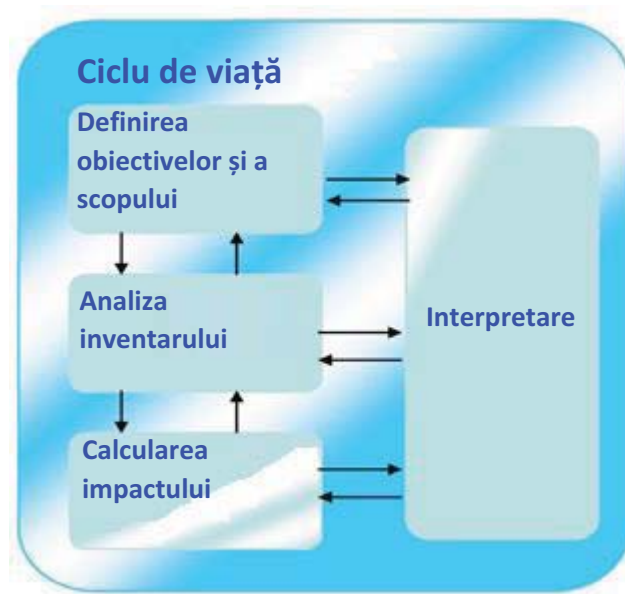 Ciclu de viață
Definirea
obiectivelor și a
scopului
Analiza
inventarului
Interpretare
Calcularea
impactului